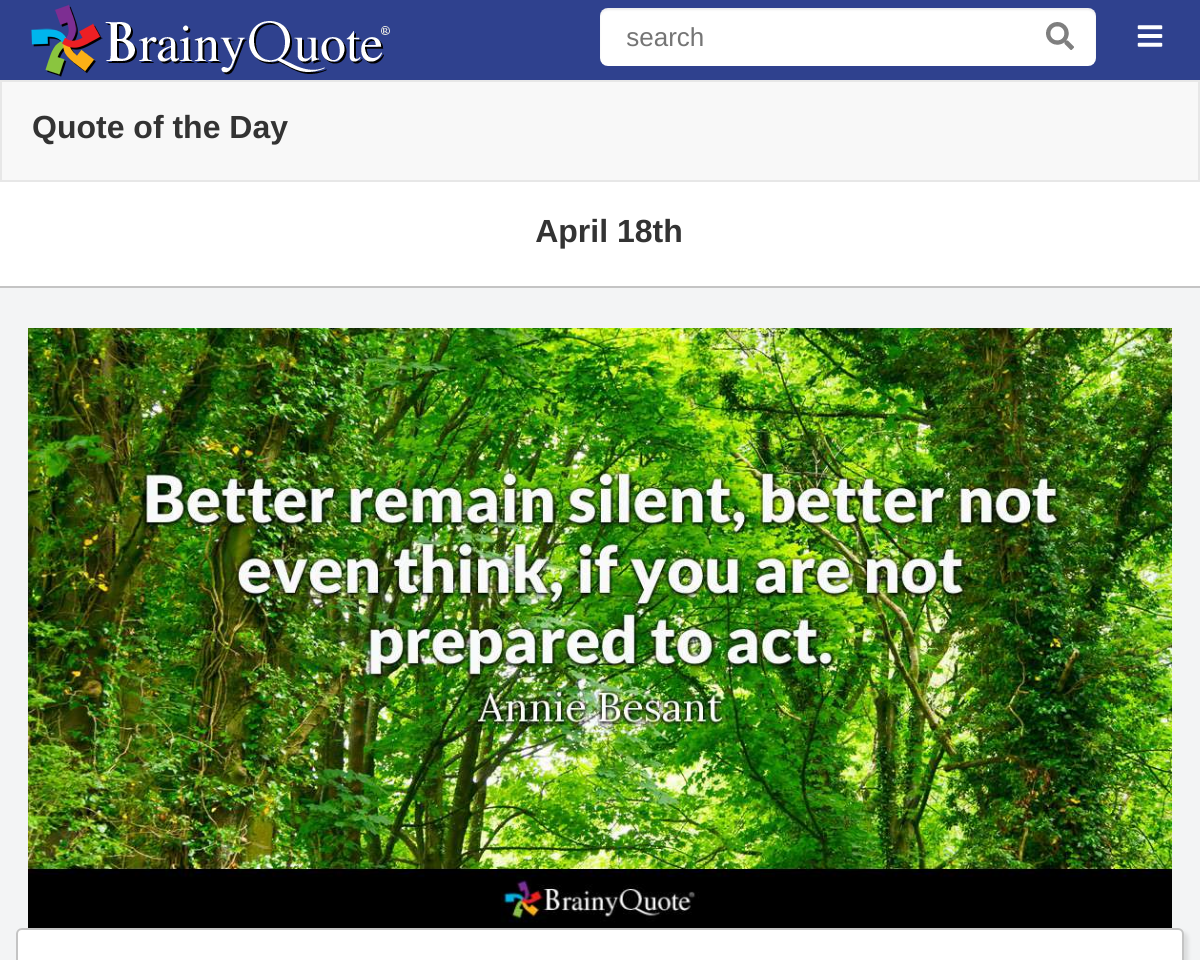 BrainyQuote®
search
Quote of the Day
April 18th
Better remain silent, better not
even think, if you are not
prepared to act.
Annie Besant
BrainyQuote®